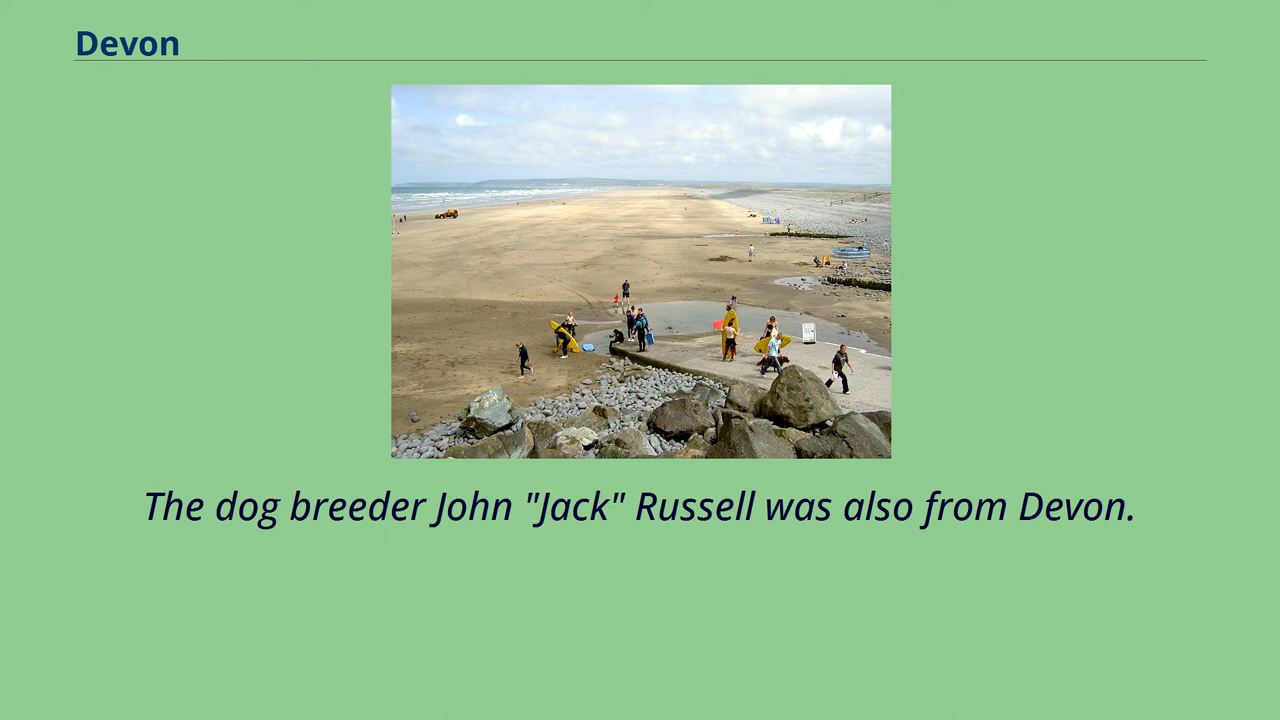 Devon
The dog breeder John "Jack" Russell was also from Devon.